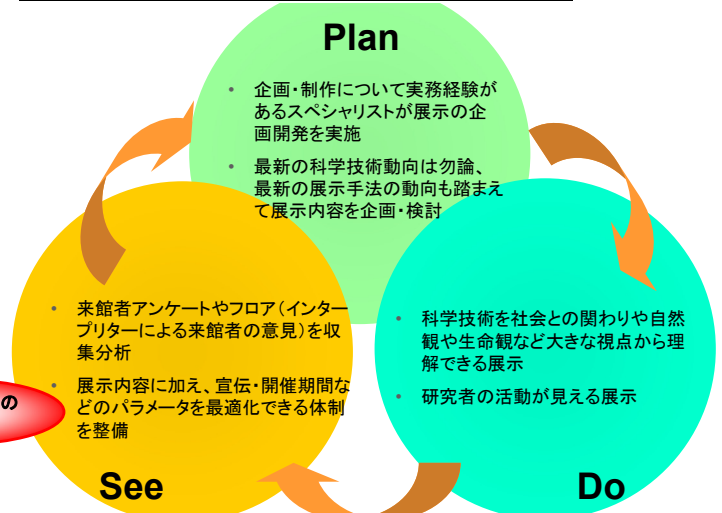 Plan
• 企画・制作について実務経験が
あるスペシャリストが展示の企
画開発を実施
• 最新の科学技術動向は勿論、
最新の展示手法の動向も踏まえ
て展示内容を企画・検討
• 来館者アンケートやフロア（インター
プリターによる来館者の意見）を収
集分析
• 展示内容に加え、宣伝・開催期間な
どのパラメータを最適化できる体制
を整備
の
See
• 科学技術を社会との関わりや自然
観や生命観など大きな視点から理
解できる展示
• 研究者の活動が見える展示
Do